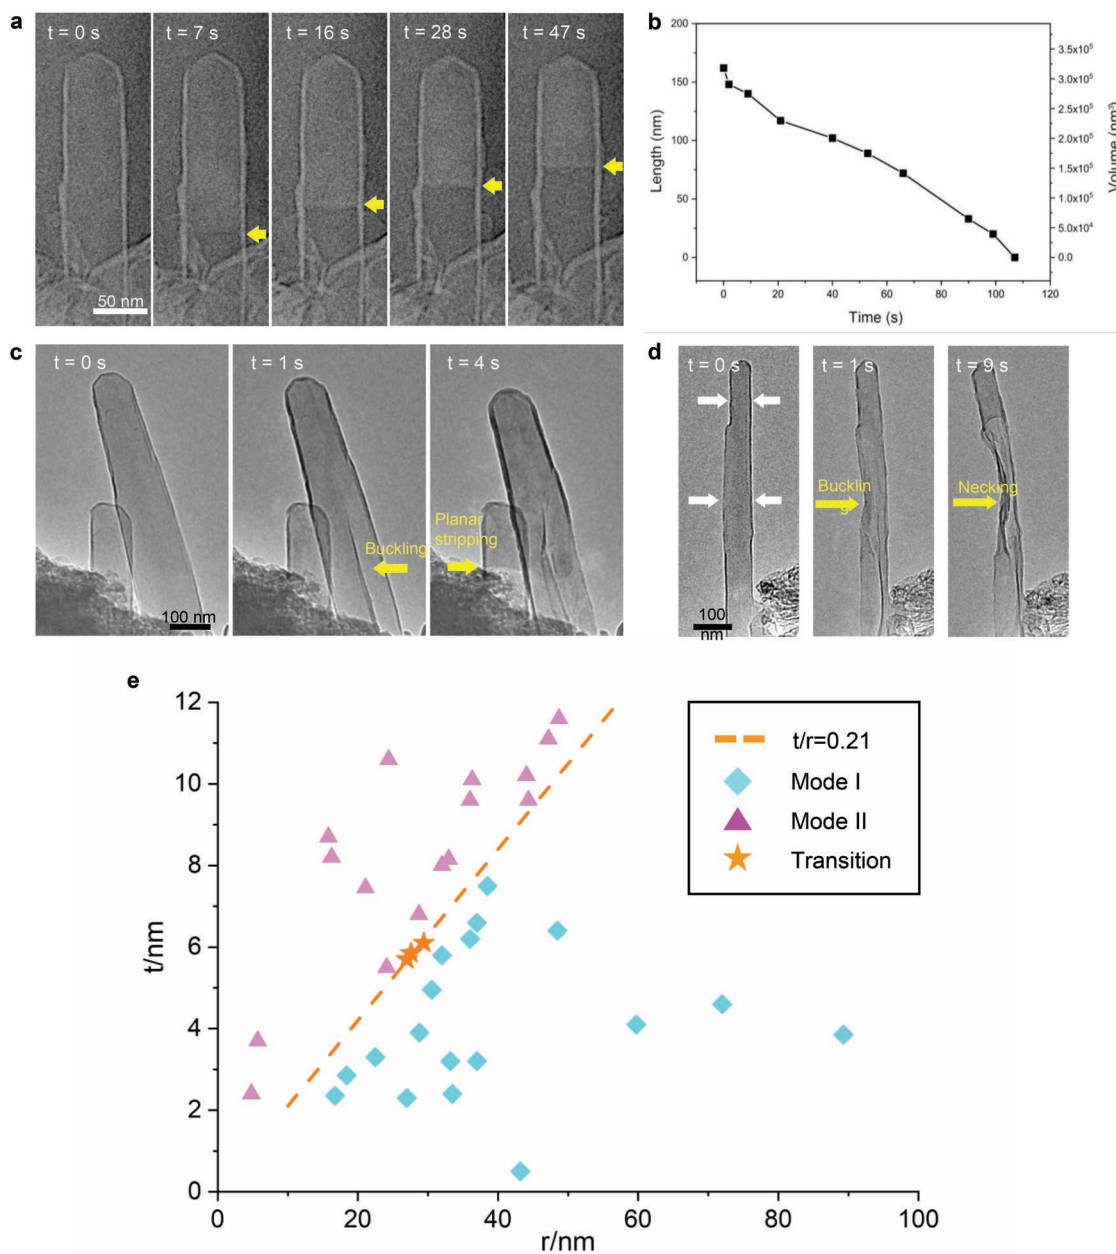 a
t = 0 s
t = 7 s
t = 16 s
t = 28 s
t = 47 s
50 nm
b
200
150
100
50
0
Length (nm)
0
20
40
60
80
100
120
Time (s)
3.5x10⁵
3.0x10⁵
2.5x10⁵
2.0x10⁵
1.5x10⁵
1.0x10⁵
5.0x10⁴
0.0
Volume (nm³)
c
t = 0 s
t = 1 s
t = 4 s
Buckling
Planar
stripping
100 nm
d
t = 0 s
t = 1 s
t = 9 s
Bucklin
g
Necking
100
nm
e
12
10
8
6
4
2
0
t/nm
0
20
40
60
80
100
r/nm
t/r=0.21
Mode I
Mode II
Transition